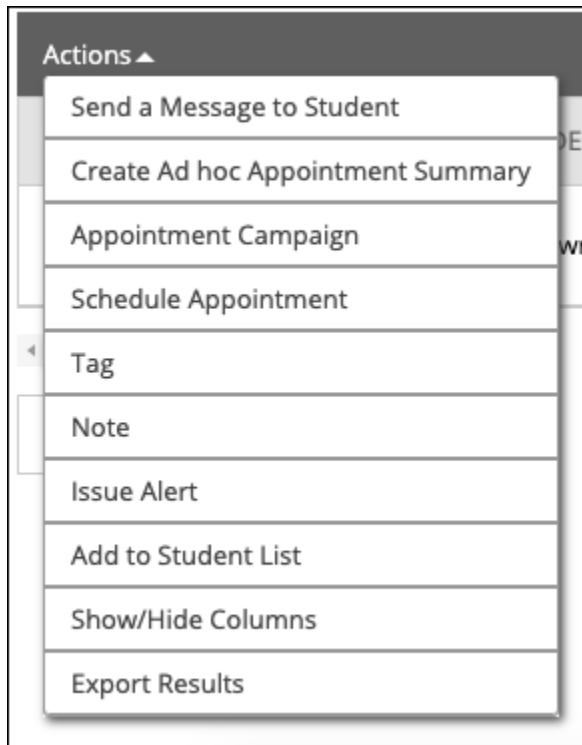 Actions
Send a Message to Student
Create Ad hoc Appointment Summary
Appointment Campaign
Schedule Appointment
Tag
Note
Issue Alert
Add to Student List
Show/Hide Columns
Export Results